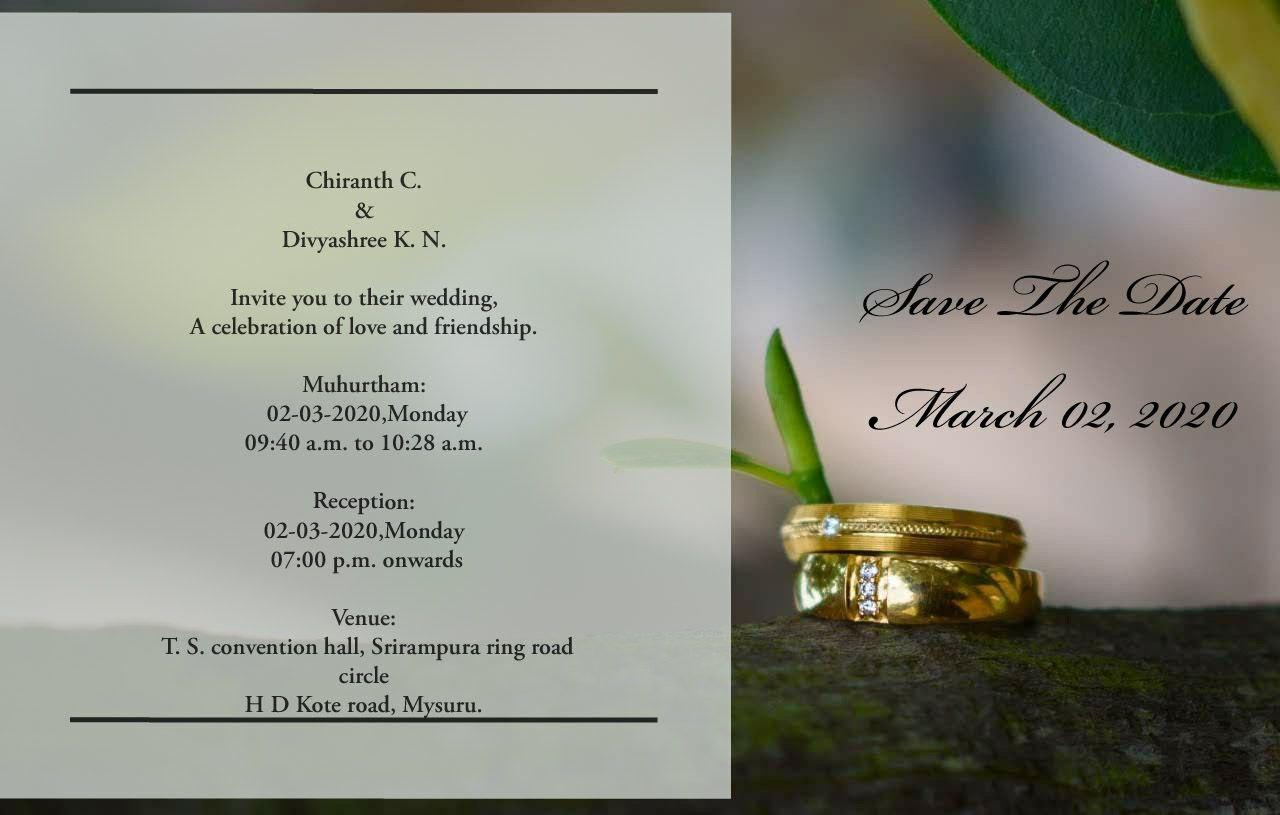 Chiranth C.
&
Divyashree K. N.
Invite you to their wedding,
A celebration of love and friendship.
Muhurtham:
02-03-2020,Monday
09:40 a.m. to 10:28 a.m.
Reception:
02-03-2020,Monday
07:00 p.m. onwards
Venue:
T. S. convention hall, Srirampura ring road
circle
H D Kote road, Mysuru.
Save The Date
March 02, 2020